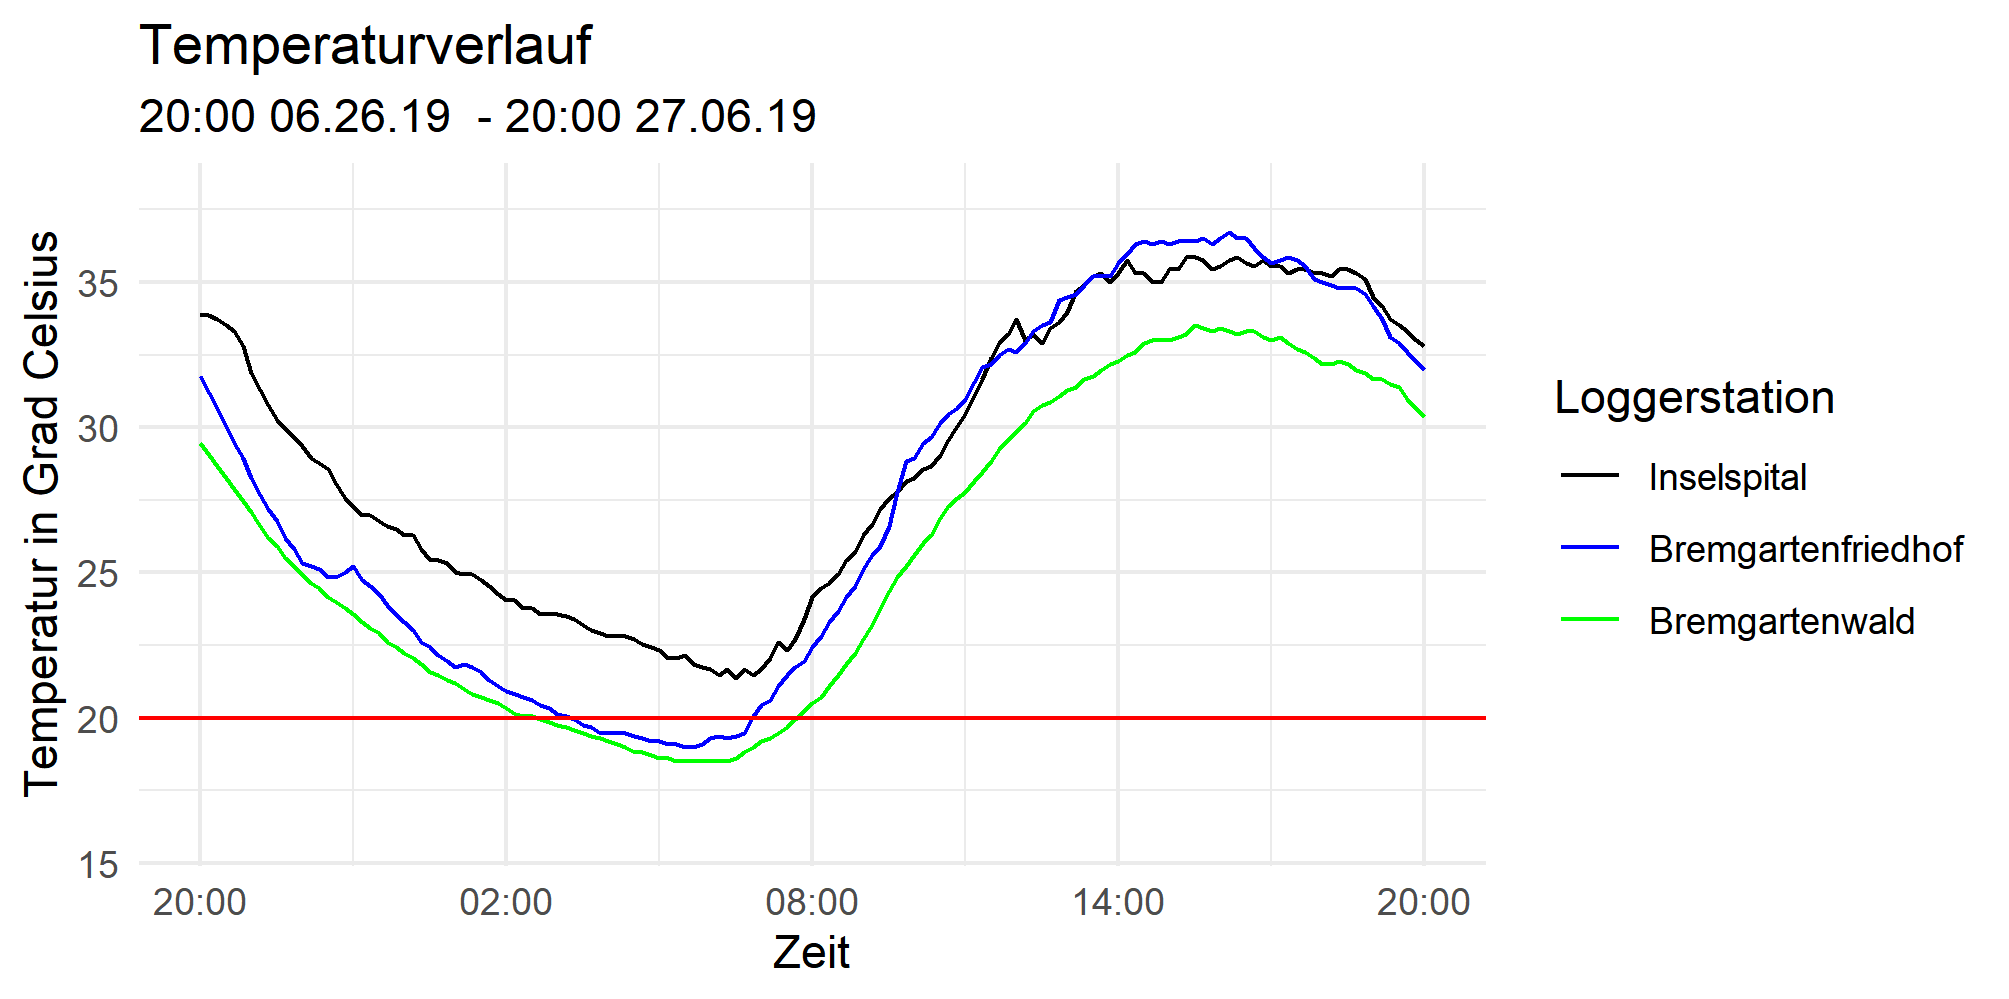 Temperaturverlauf
20:00 06.26.19  - 20:00 27.06.19
Temperatur in Grad Celsius
35
30
25
20
15
20:00 02:00 08:00 14:00 20:00
Zeit
Loggerstation
Inselspital
Bremgartenfriedhof
Bremgartenwald